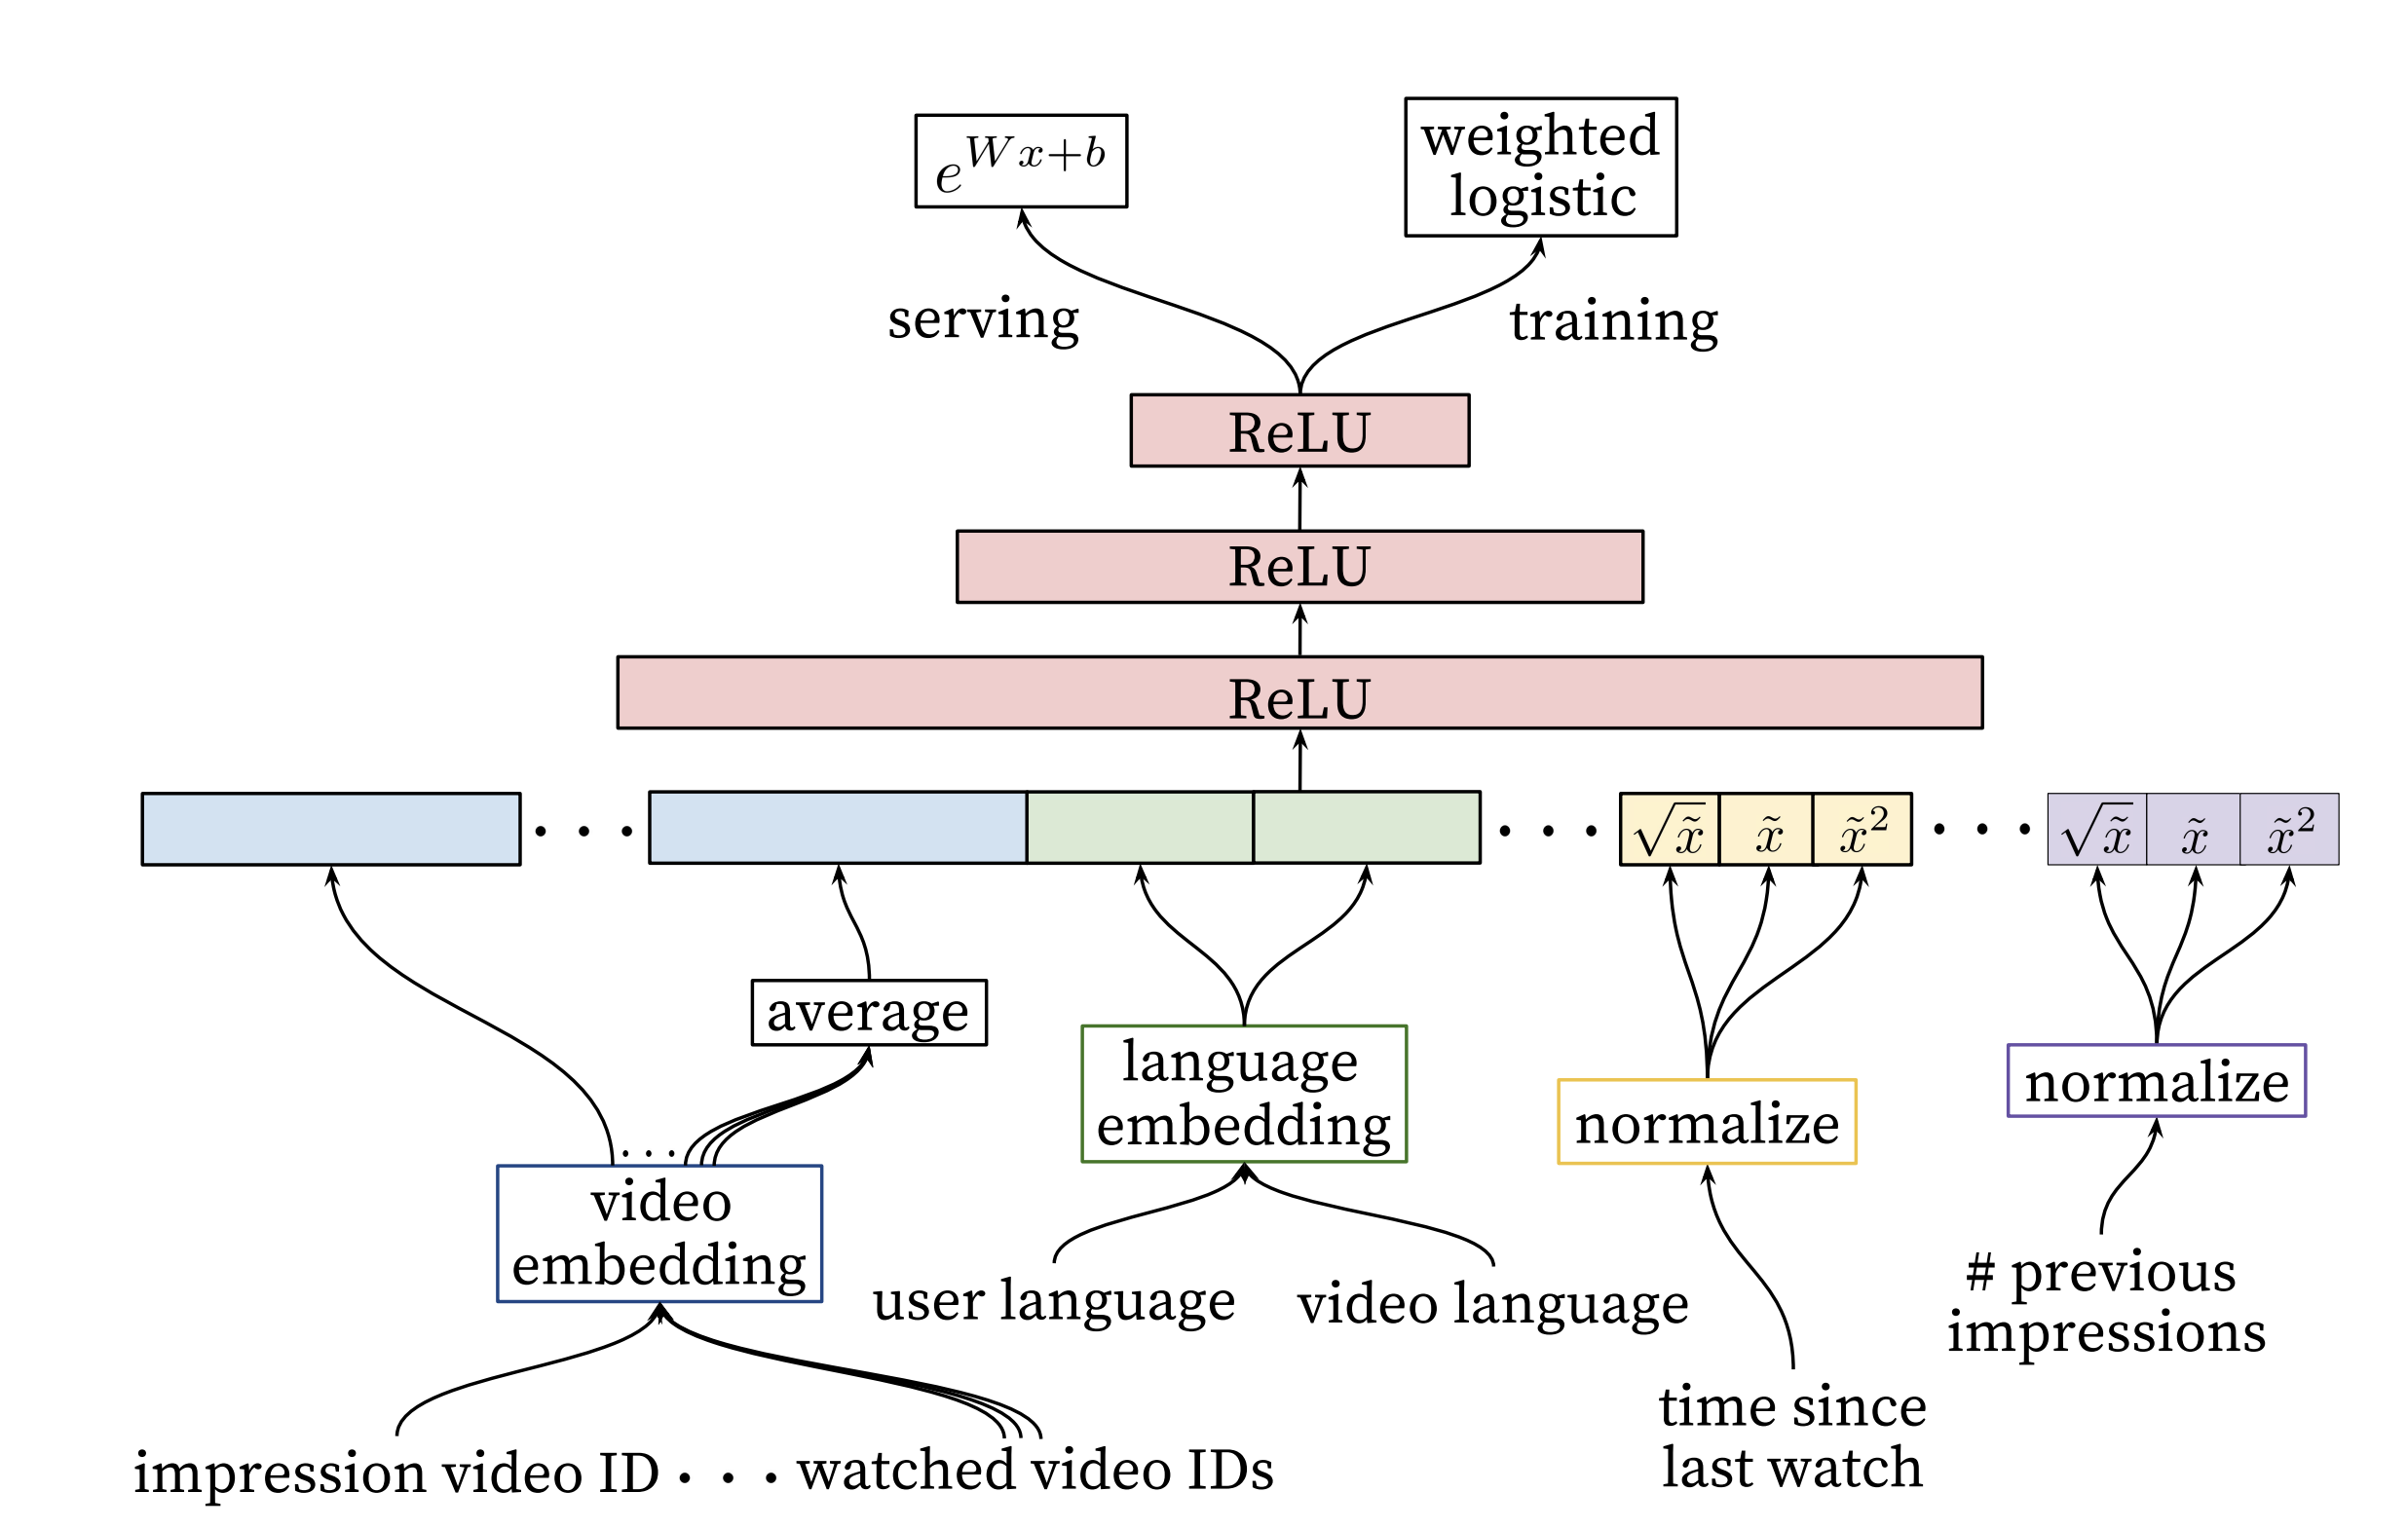 $e^{Wx+b}$
weighted
logistic
serving
training
ReLU
ReLU
ReLU
• • •
• • •
$\sqrt{\tilde{x}}$ $\tilde{x}$ $\tilde{x}^2$
• • •
$\sqrt{\tilde{x}}$ $\tilde{x}$ $\tilde{x}^2$
average
language
embedding
normalize
normalize
• • •
video
embedding
user language
video language
# previous
impressions
time since
last watch
impression video ID • • • watched video IDs